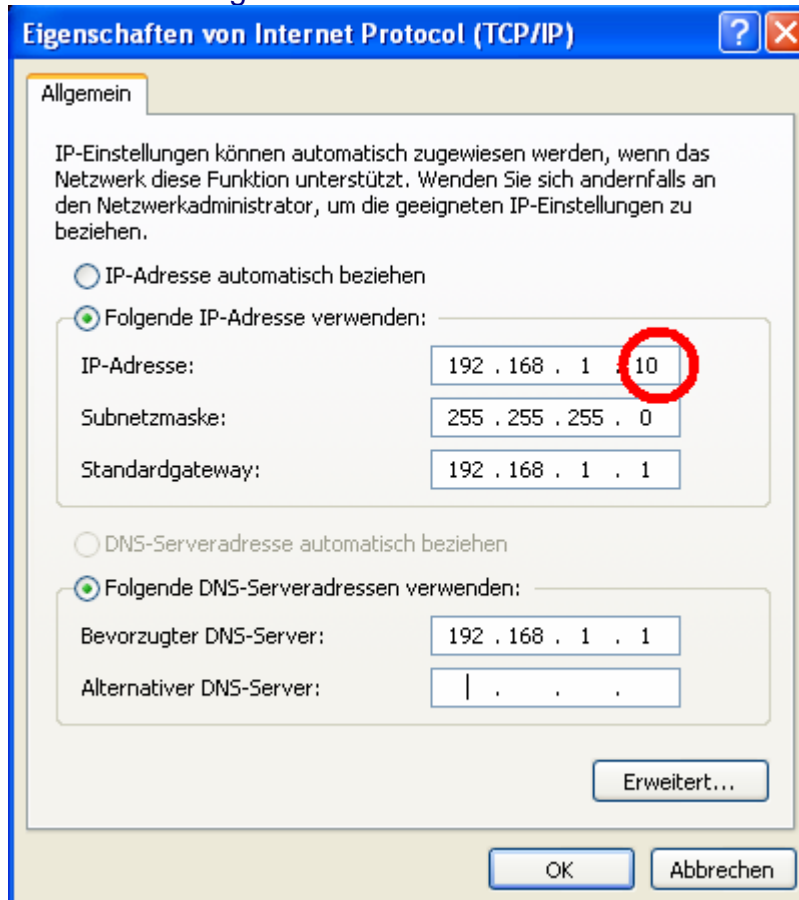 Eigenschaften von Internet Protocol (TCP/IP)
Allgemein
IP-Einstellungen können automatisch zugewiesen werden, wenn das
Netzwerk diese Funktion unterstützt. Wenden Sie sich andernfalls an
den Netzwerkadministrator, um die geeigneten IP-Einstellungen zu
beziehen.
IP-Adresse automatisch beziehen
Folgende IP-Adresse verwenden:
IP-Adresse: 192 . 168 . 1 . 10
Subnetzmaske: 255 . 255 . 255 . 0
Standardgateway: 192 . 168 . 1 . 1
DNS-Serveradresse automatisch beziehen
Folgende DNS-Serveradressen verwenden:
Bevorzugter DNS-Server: 192 . 168 . 1 . 1
Alternativer DNS-Server: . . .
Erweitert...
OK Abbrechen